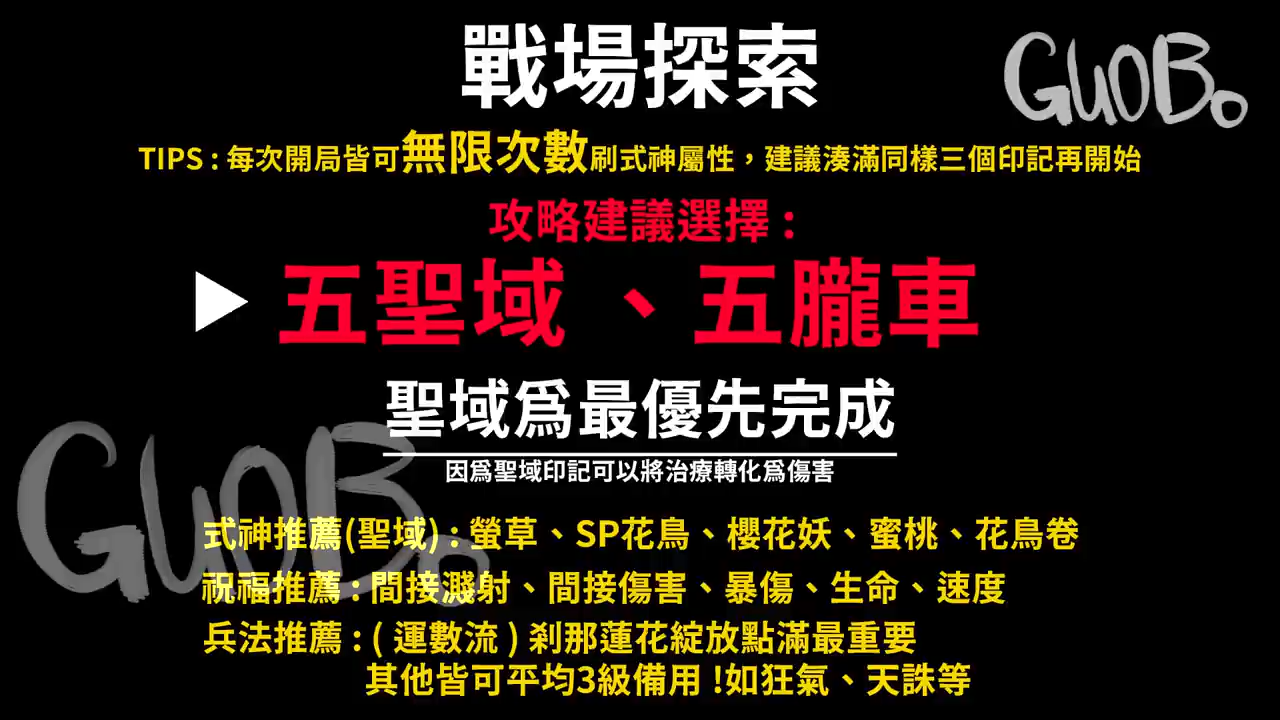 戰場探索
GUOB。
TIPS : 每次開局皆可無限次數刷式神屬性，建議湊滿同樣三個印記再開始
攻略建議選擇 :
五聖域 、五朧車
聖域爲最優先完成
因爲聖域印記可以將治療轉化爲傷害
GUOB。
式神推薦(聖域) : 螢草、SP花鳥、櫻花妖、蜜桃、花鳥卷
祝福推薦 : 間接濺射、間接傷害、暴傷、生命、速度
兵法推薦 : ( 運數流 ) 剎那蓮花綻放點滿最重要
其他皆可平均3級備用 !如狂氣、天誅等